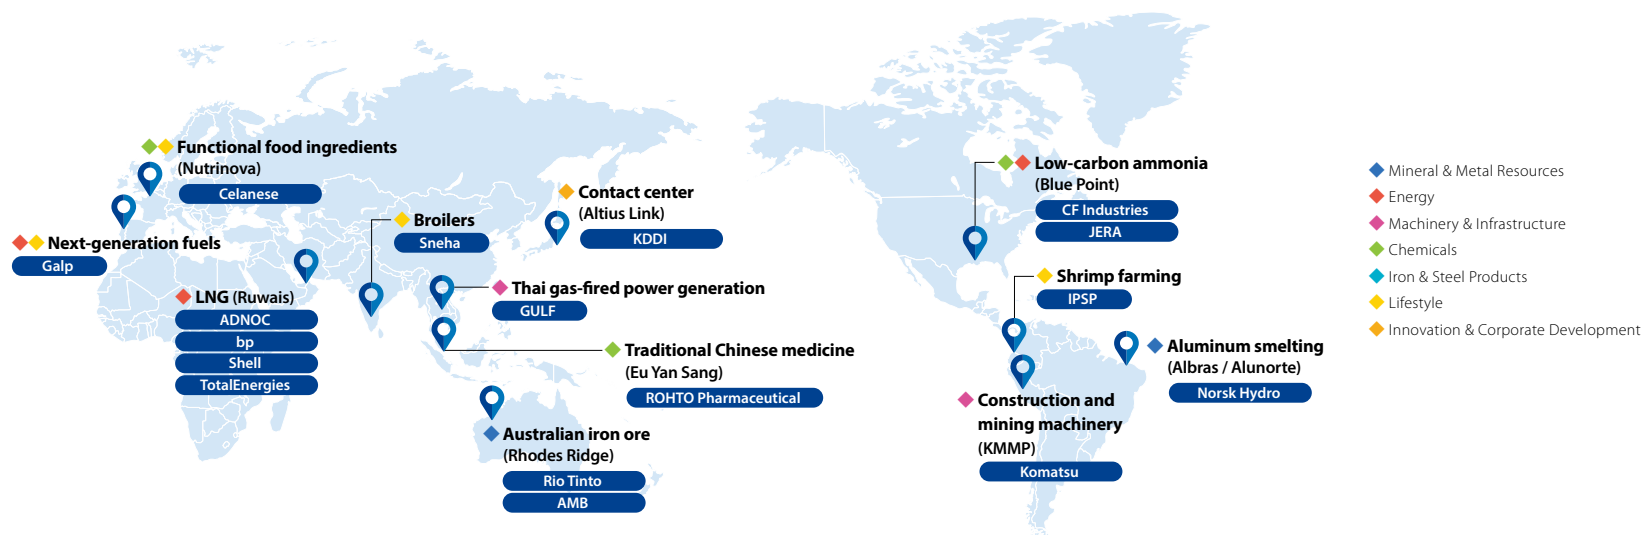 Functional food ingredients
(Nutrinova)
Celanese
Next-generation fuels
Galp
LNG (Ruwais)
ADNOC
bp
Shell
TotalEnergies
Broilers
Sneha
Contact center
(Altius Link)
KDDI
Thai gas-fired power generation
GULF
Traditional Chinese medicine
(Eu Yan Sang)
ROHTO Pharmaceutical
Australian iron ore
(Rhodes Ridge)
Rio Tinto
AMB
Low-carbon ammonia
(Blue Point)
CF Industries
JERA
Shrimp farming
IPSP
Aluminum smelting
(Albras / Alunorte)
Norsk Hydro
Construction and
mining machinery
(KMMP)
Komatsu
Mineral & Metal Resources
Energy
Machinery & Infrastructure
Chemicals
Iron & Steel Products
Lifestyle
Innovation & Corporate Development